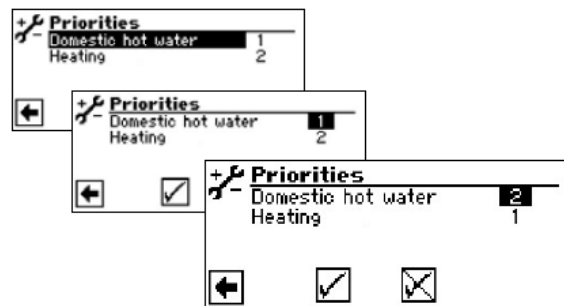 Priorities
Domestic hot water 1
Heating 2
Priorities
Domestic hot water 1
Heating 2
Priorities
Domestic hot water 2
Heating 1